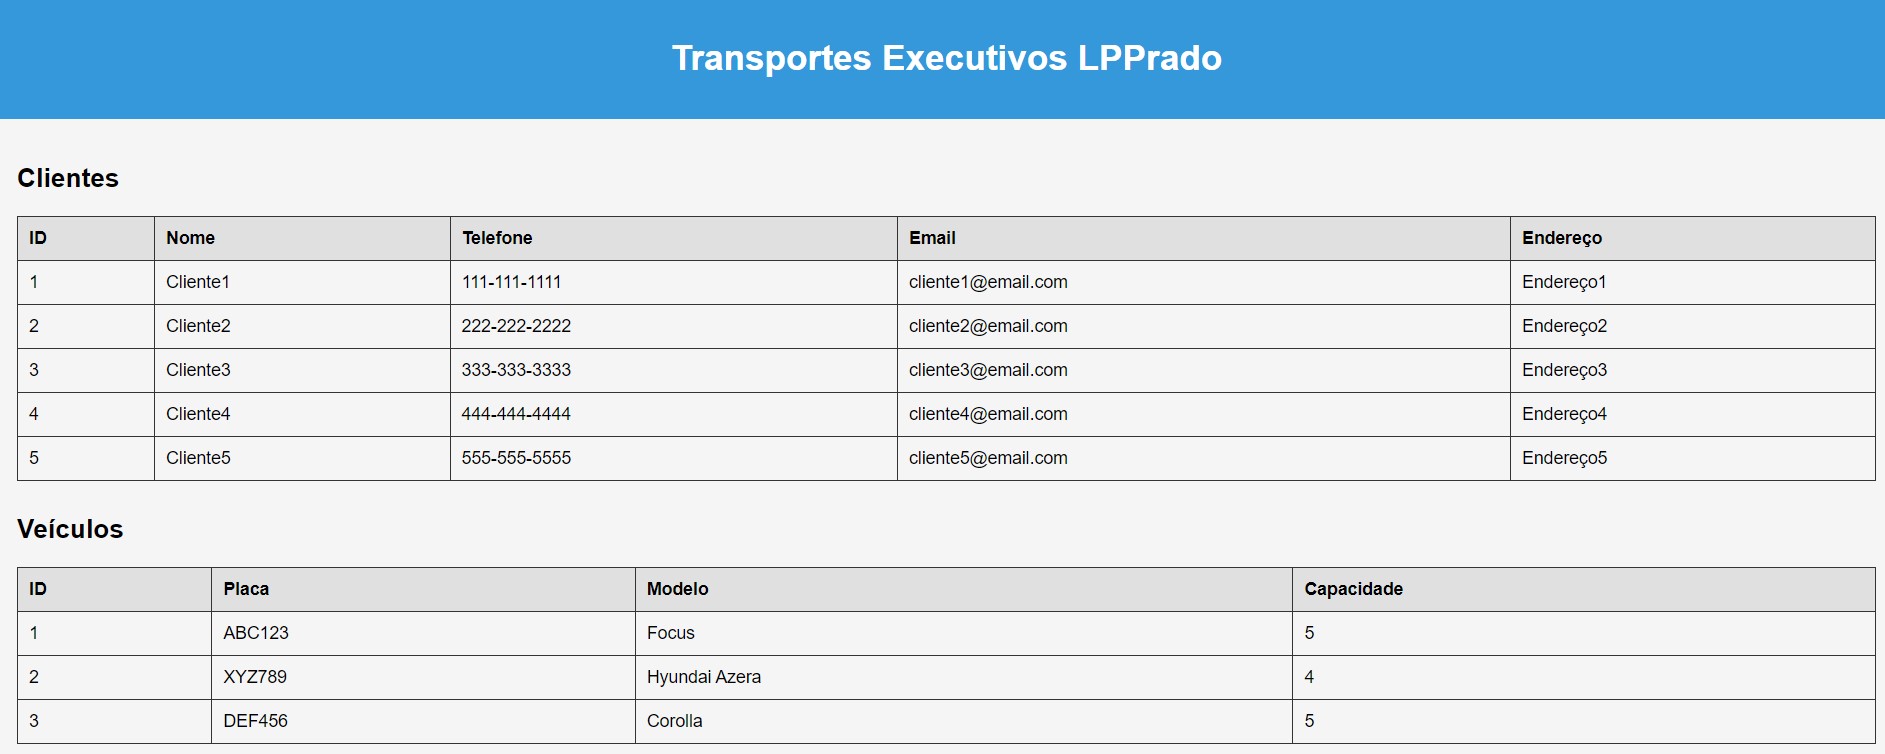 Transportes Executivos LPPrado
Clientes
ID Nome Telefone Email Endereço
1 Cliente1 111-111-1111 cliente1@email.com Endereço1
2 Cliente2 222-222-2222 cliente2@email.com Endereço2
3 Cliente3 333-333-3333 cliente3@email.com Endereço3
4 Cliente4 444-444-4444 cliente4@email.com Endereço4
5 Cliente5 555-555-5555 cliente5@email.com Endereço5
Veículos
ID Placa Modelo Capacidade
1 ABC123 Focus 5
2 XYZ789 Hyundai Azera 4
3 DEF456 Corolla 5